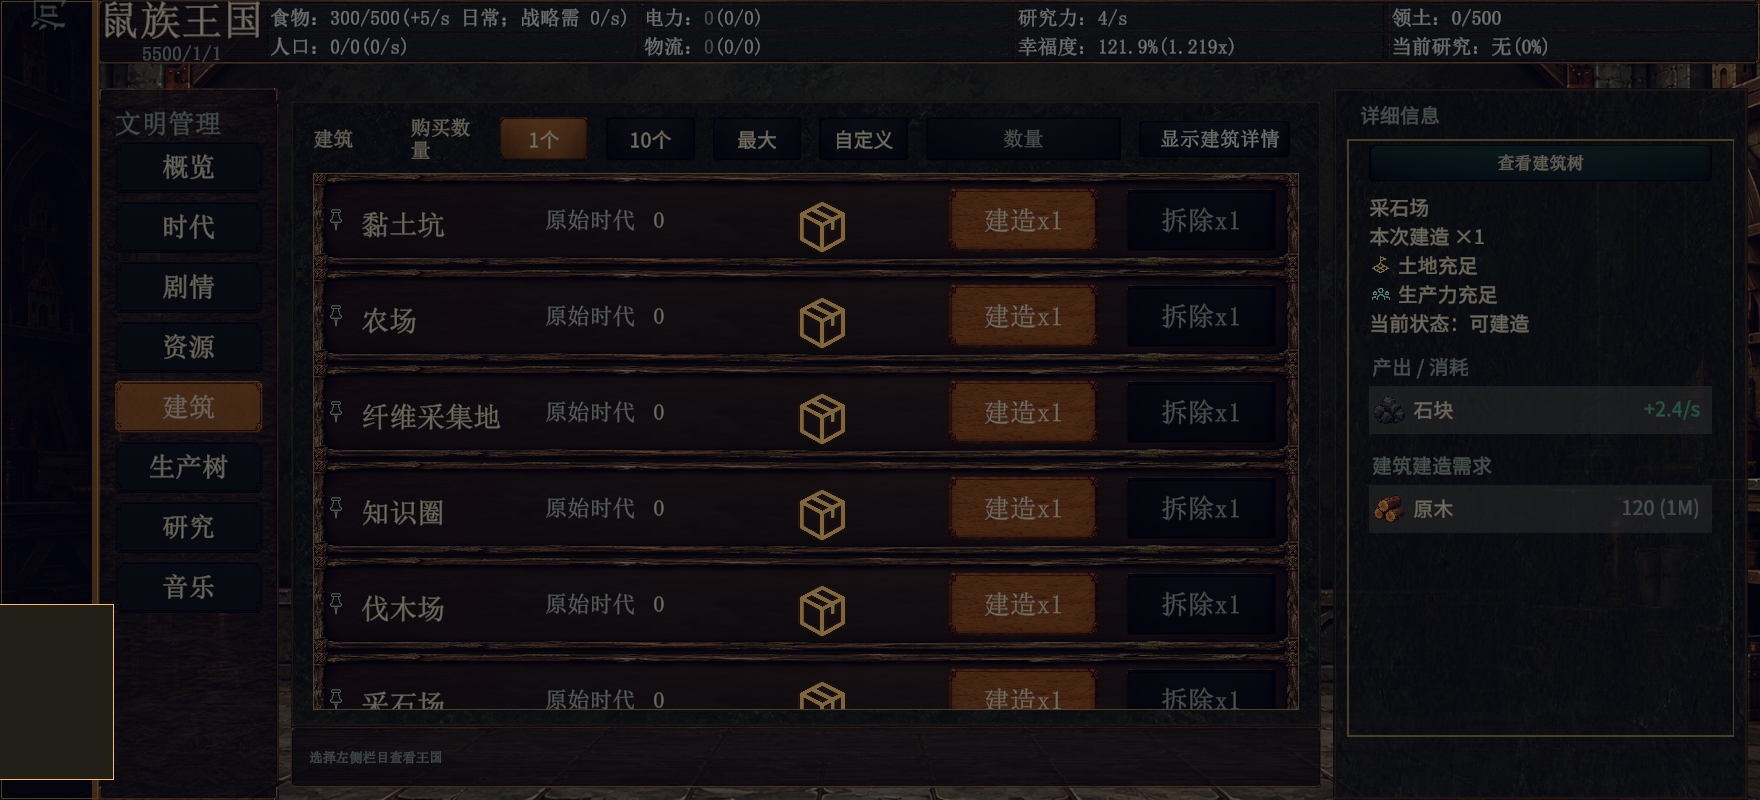 鼠族王国
5500/1/1
食物: 300/500(+5/s 日常; 战略需 0/s)
人口: 0/0(0/s)
电力: 0(0/0)
物流: 0(0/0)
研究力: 4/s
幸福度: 121.9%(1.219x)
领土: 0/500
当前研究: 无(0%)
文明管理
概览
时代
剧情
资源
建筑
生产树
研究
音乐
建筑
购买数
量
1个
10个
最大
自定义
数量
显示建筑详情
黏土坑 原始时代 0 建造x1 拆除x1
农场 原始时代 0 建造x1 拆除x1
纤维采集地 原始时代 0 建造x1 拆除x1
知识圈 原始时代 0 建造x1 拆除x1
伐木场 原始时代 0 建造x1 拆除x1
采石场 原始时代 0 建造x1 拆除x1
选择左侧栏目查看王国
详细信息
查看建筑树
采石场
本次建造 ×1
土地充足
生产力充足
当前状态: 可建造
产出 / 消耗
石块 +2.4/s
建筑建造需求
原木 120 (1M)